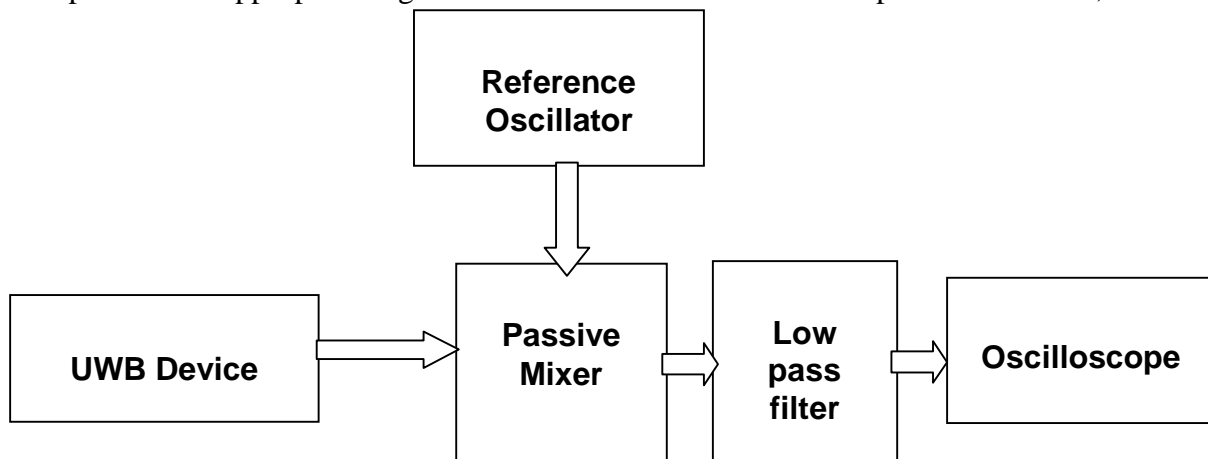 Reference
Oscillator
UWB Device
Passive
Mixer
Low
pass
filter
Oscilloscope